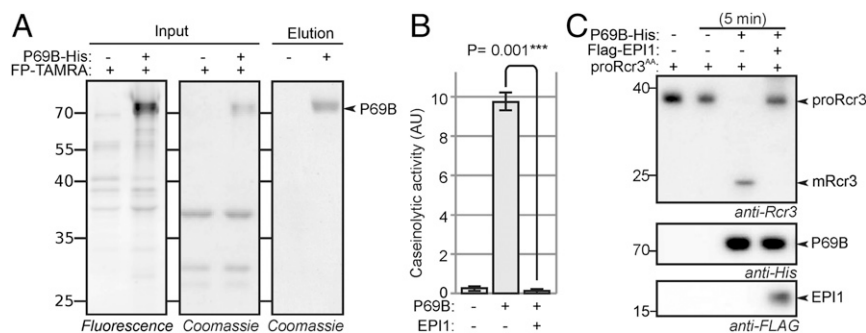 A
Input
Elution
P69B-His: - + - + - +
FP-TAMRA: + + + +
70
55
40
35
25
P69B
Fluorescence
Coomassie
Coomassie
B
P= 0.001***
Caseinolytic activity (AU)
10
8
6
4
2
0
P69B: - + +
EPI1: - - +
C
(5 min)
P69B-His: - - + +
Flag-EPI1: - - - +
proRcr3AA: + + + +
40
25
proRcr3
mRcr3
anti-Rcr3
70
P69B
anti-His
15
EPI1
anti-FLAG